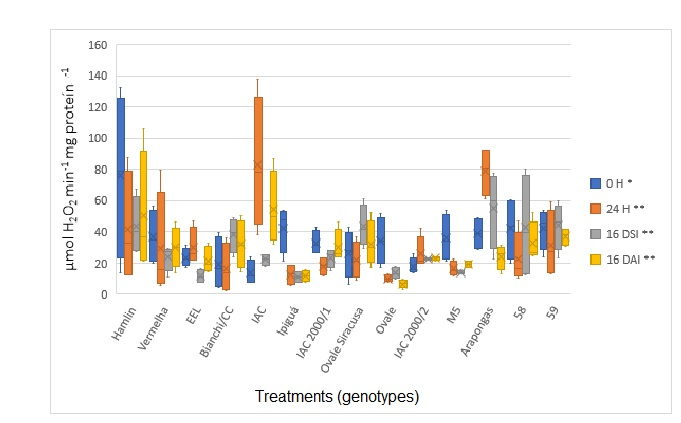 160
140
120
100
80
60
40
20
0
μmol H2O2 min-1 mg protein -1
Hamlin
Vermelha
EEL
Bianchi/CC
IAC
Ipiguá
IAC 2000/1
Ovale Siracusa
Ovale
IAC 2000/2
M5
Arapongas
58
59
Treatments (genotypes)
0 H *
24 H **
16 DSI **
16 DAI **